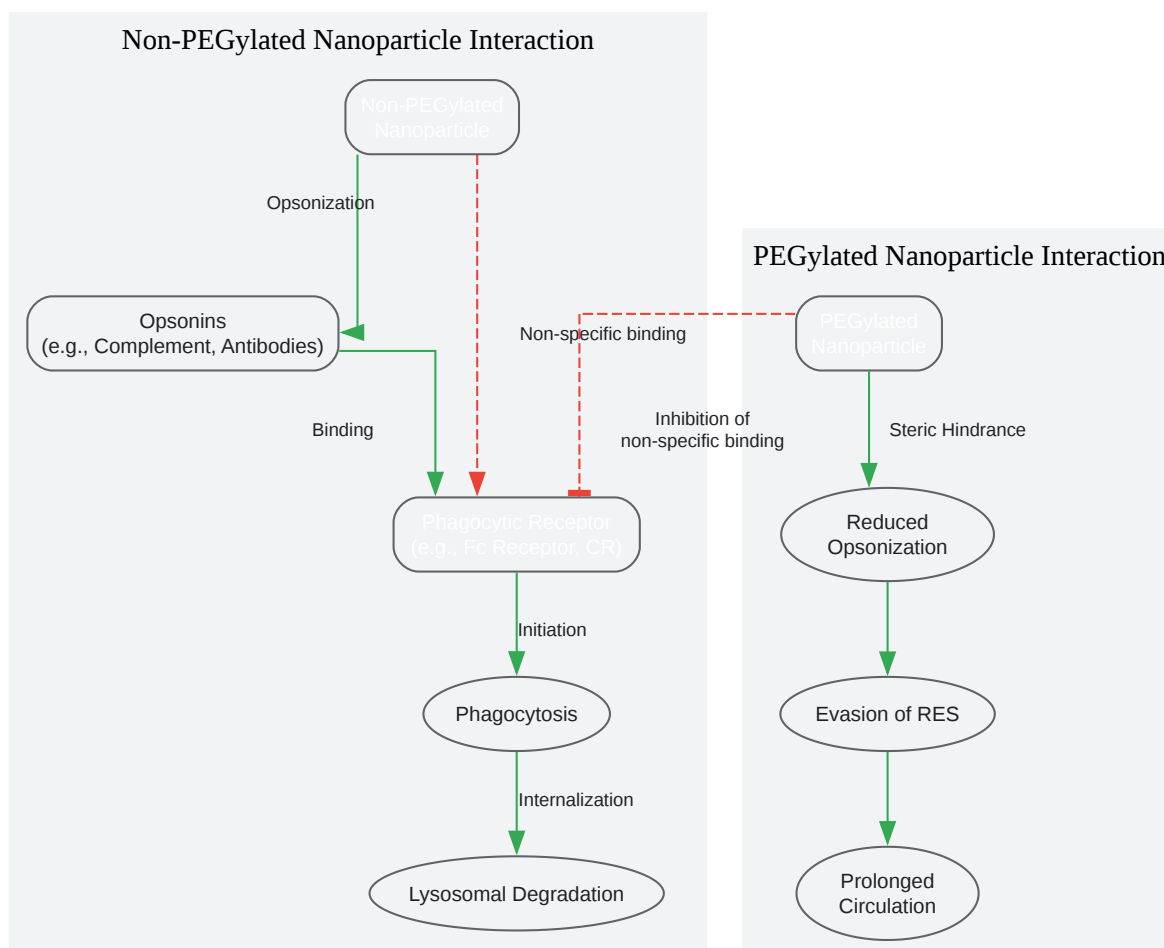 Non-PEGylated Nanoparticle Interaction
Non-PEGylated
Nanoparticle
Opsonization
Opsonins
(e.g., Complement, Antibodies)
Non-specific binding
Binding
Phagocytic Receptor
(e.g., Fc Receptor, CR)
Initiation
Phagocytosis
Internalization
Lysosomal Degradation
PEGylated Nanoparticle Interaction
PEGylated
Nanoparticle
Inhibition of
non-specific binding
Steric Hindrance
Reduced
Opsonization
Evasion of RES
Prolonged
Circulation